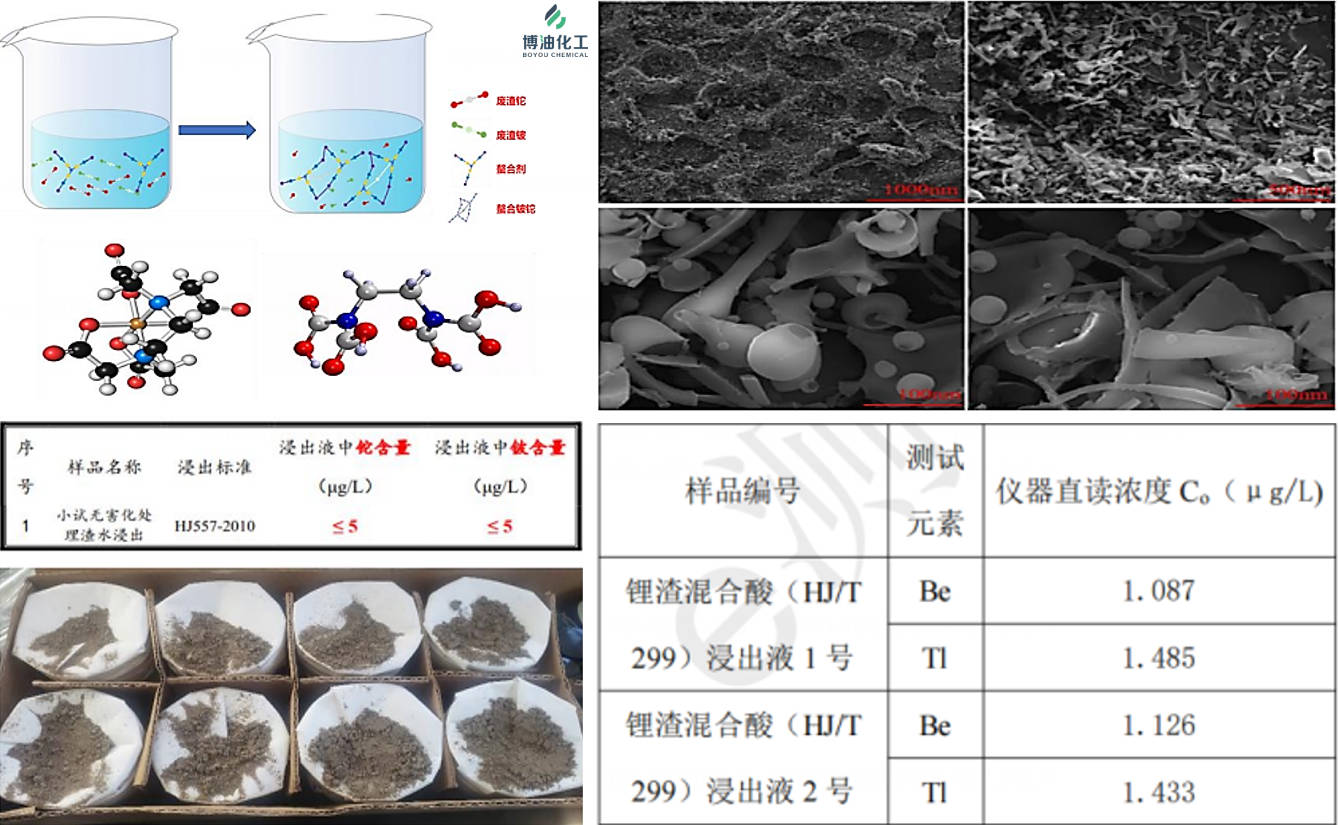 博油化工
BOYOU CHEMICAL
废渣铊
废渣铍
螯合剂
螯合铍铊
1000nm
500nm
100nm
100nm
序号
样品名称
浸出标准
浸出液中铊含量
（μg/L）
浸出液中铍含量
（μg/L）
1
小试无害化处
理渣水浸出
HJ557-2010
≤5
≤5
样品编号
测试
元素
仪器直读浓度 C₀（μg/L）
锂渣混合酸（HJ/T
299）浸出液 1 号
Be
1.087
Tl
1.485
锂渣混合酸（HJ/T
299）浸出液 2 号
Be
1.126
Tl
1.433